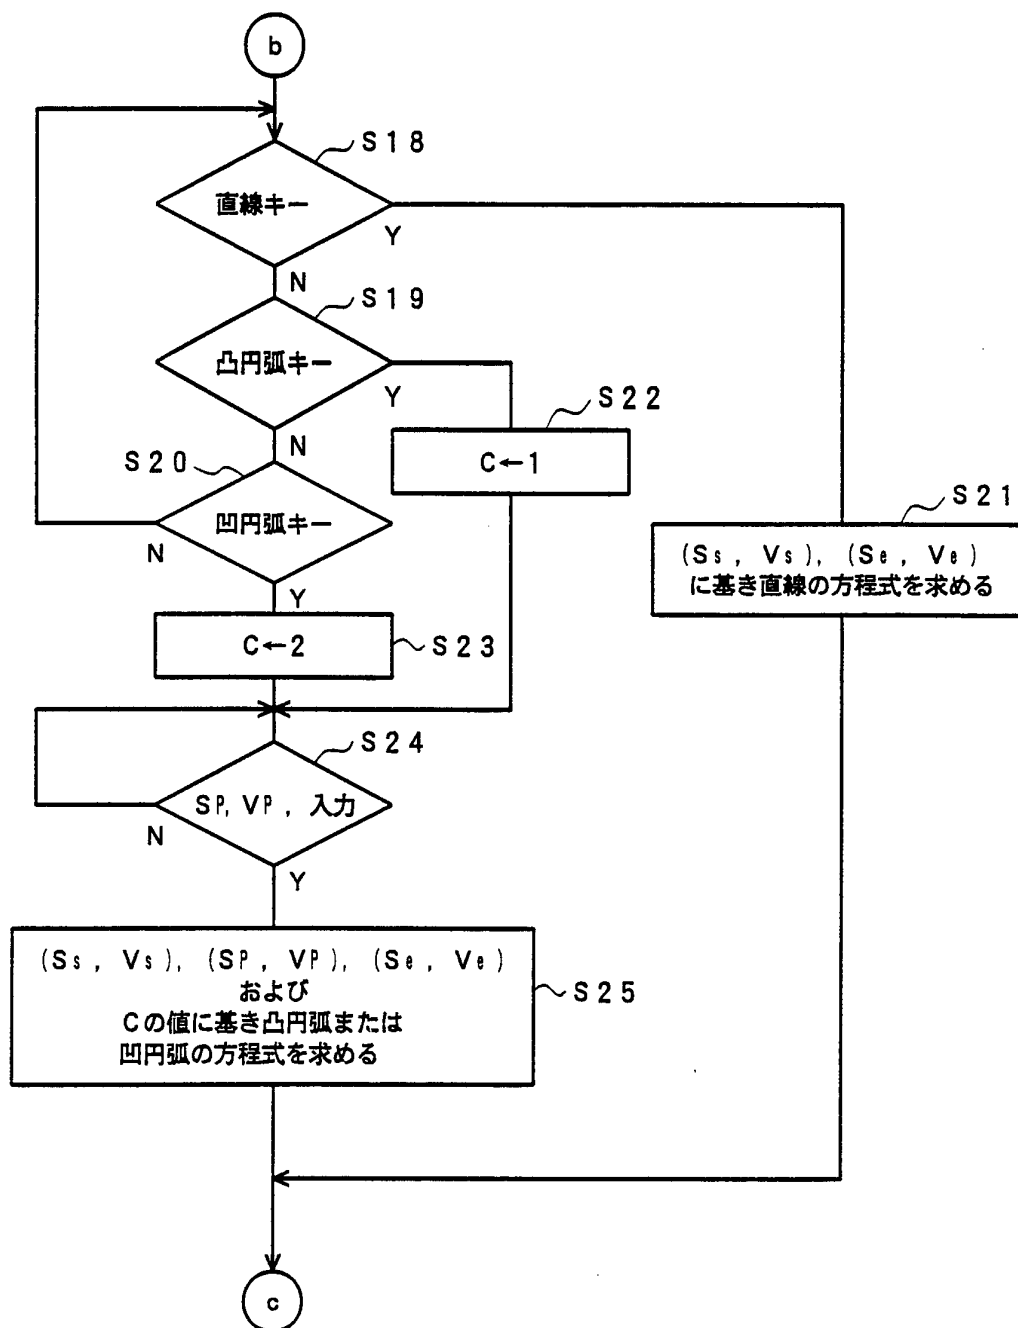 b
S18
直線キー
Y
N
S19
凸円弧キー
Y
N
S22
C←1
S20
凹円弧キー
N
Y
S21
(Ss, Vs), (Se, Ve)
に基き直線の方程式を求める
C←2
S23
S24
SP, VP, 入力
N
Y
(Ss, Vs), (SP, VP), (Se, Ve)
および
Cの値に基き凸円弧または
凹円弧の方程式を求める
S25
c